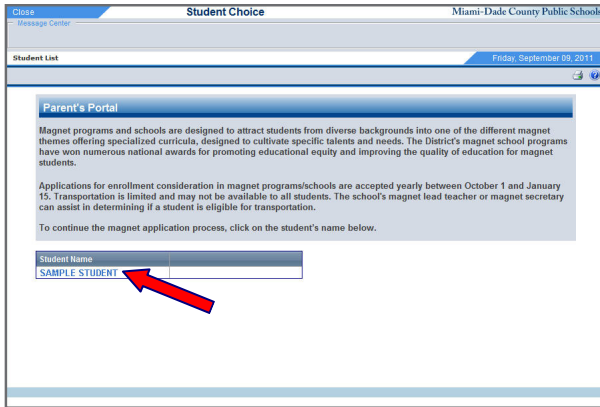 Close Student Choice Miami-Dade County Public Schools
Message Center
Student List Friday, September 09, 2011
Parent's Portal
Magnet programs and schools are designed to attract students from diverse backgrounds into one of the different magnet
themes offering specialized curricula, designed to cultivate specific talents and needs. The District's magnet school programs
have won numerous national awards for promoting educational equity and improving the quality of education for magnet
students.
Applications for enrollment consideration in magnet programs/schools are accepted yearly between October 1 and January
15. Transportation is limited and may not be available to all students. The school's magnet lead teacher or magnet secretary
can assist in determining if a student is eligible for transportation.
To continue the magnet application process, click on the student's name below.
Student Name
SAMPLE STUDENT